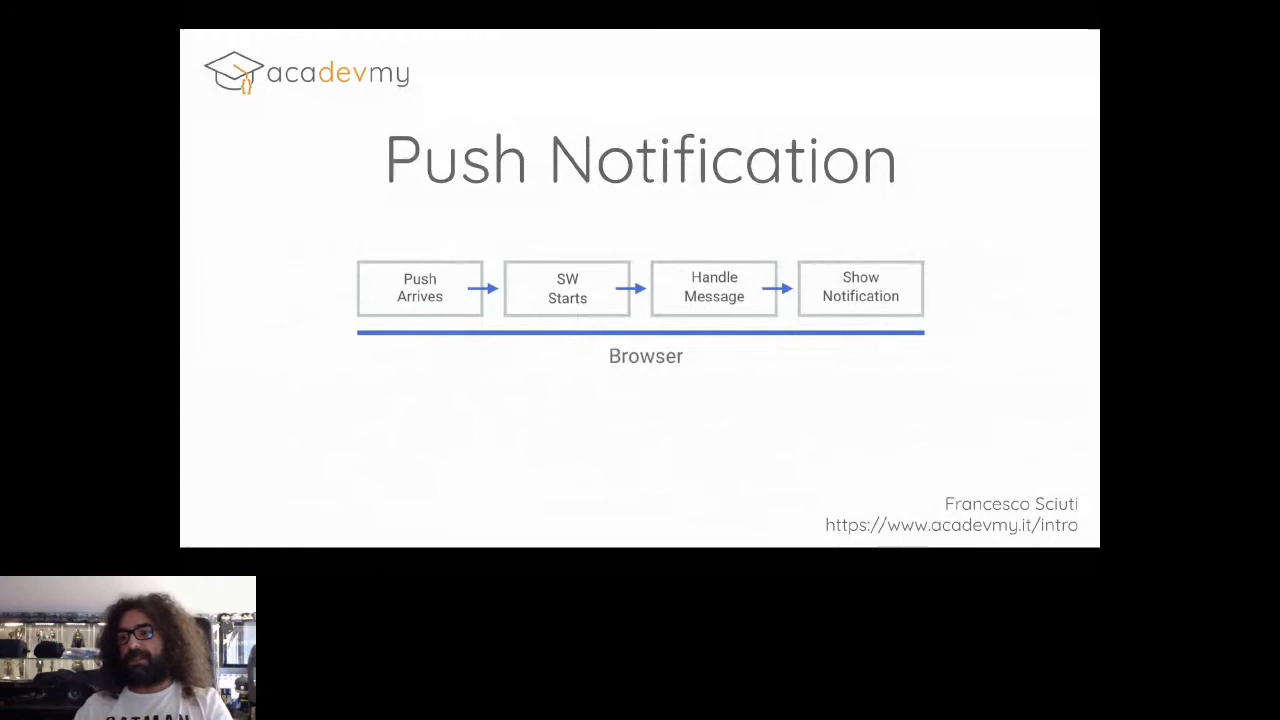 acadevmy
Push Notification
Push
Arrives
SW
Starts
Handle
Message
Show
Notification
Browser
Francesco Sciuti
https://www.acadevmy.it/intro
BATMAN